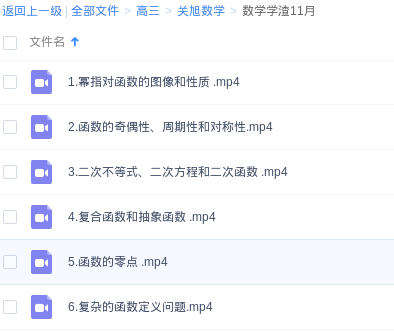 返回上一级 | 全部文件 > 高三 > 关旭数学 > 数学学渣11月
文件名
1.幂指对函数的图像和性质 .mp4
2.函数的奇偶性、周期性和对称性.mp4
3.二次不等式、二次方程和二次函数 .mp4
4.复合函数和抽象函数 .mp4
5.函数的零点 .mp4
6.复杂的函数定义问题.mp4